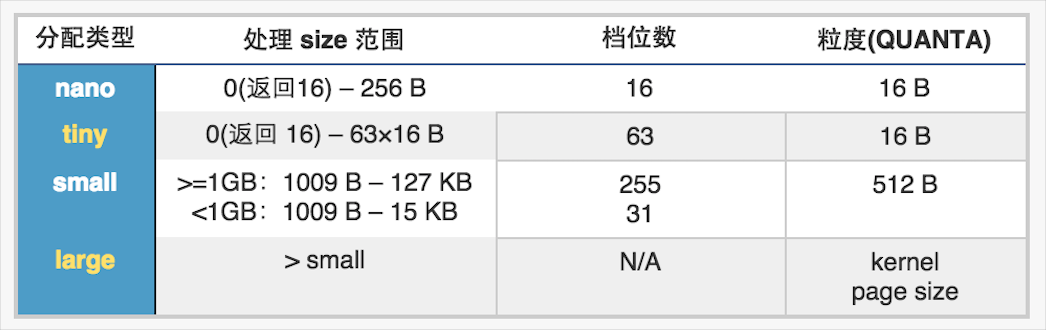 分配类型 处理 size 范围 档位数 粒度(QUANTA)
nano 0(返回16) – 256 B 16 16 B
tiny 0(返回 16) – 63×16 B 63 16 B
small >=1GB：1009 B – 127 KB 255 512 B
<1GB：1009 B – 15 KB 31
large > small N/A kernel
page size